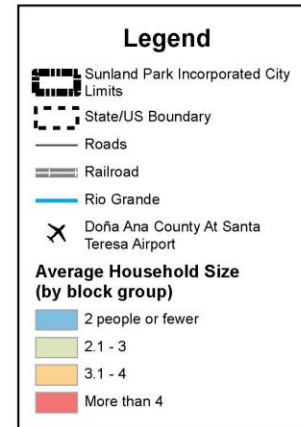 Legend
Sunland Park Incorporated City
Limits
State/US Boundary
Roads
Railroad
Rio Grande
Doña Ana County At Santa
Teresa Airport
Average Household Size
(by block group)
2 people or fewer
2.1 - 3
3.1 - 4
More than 4